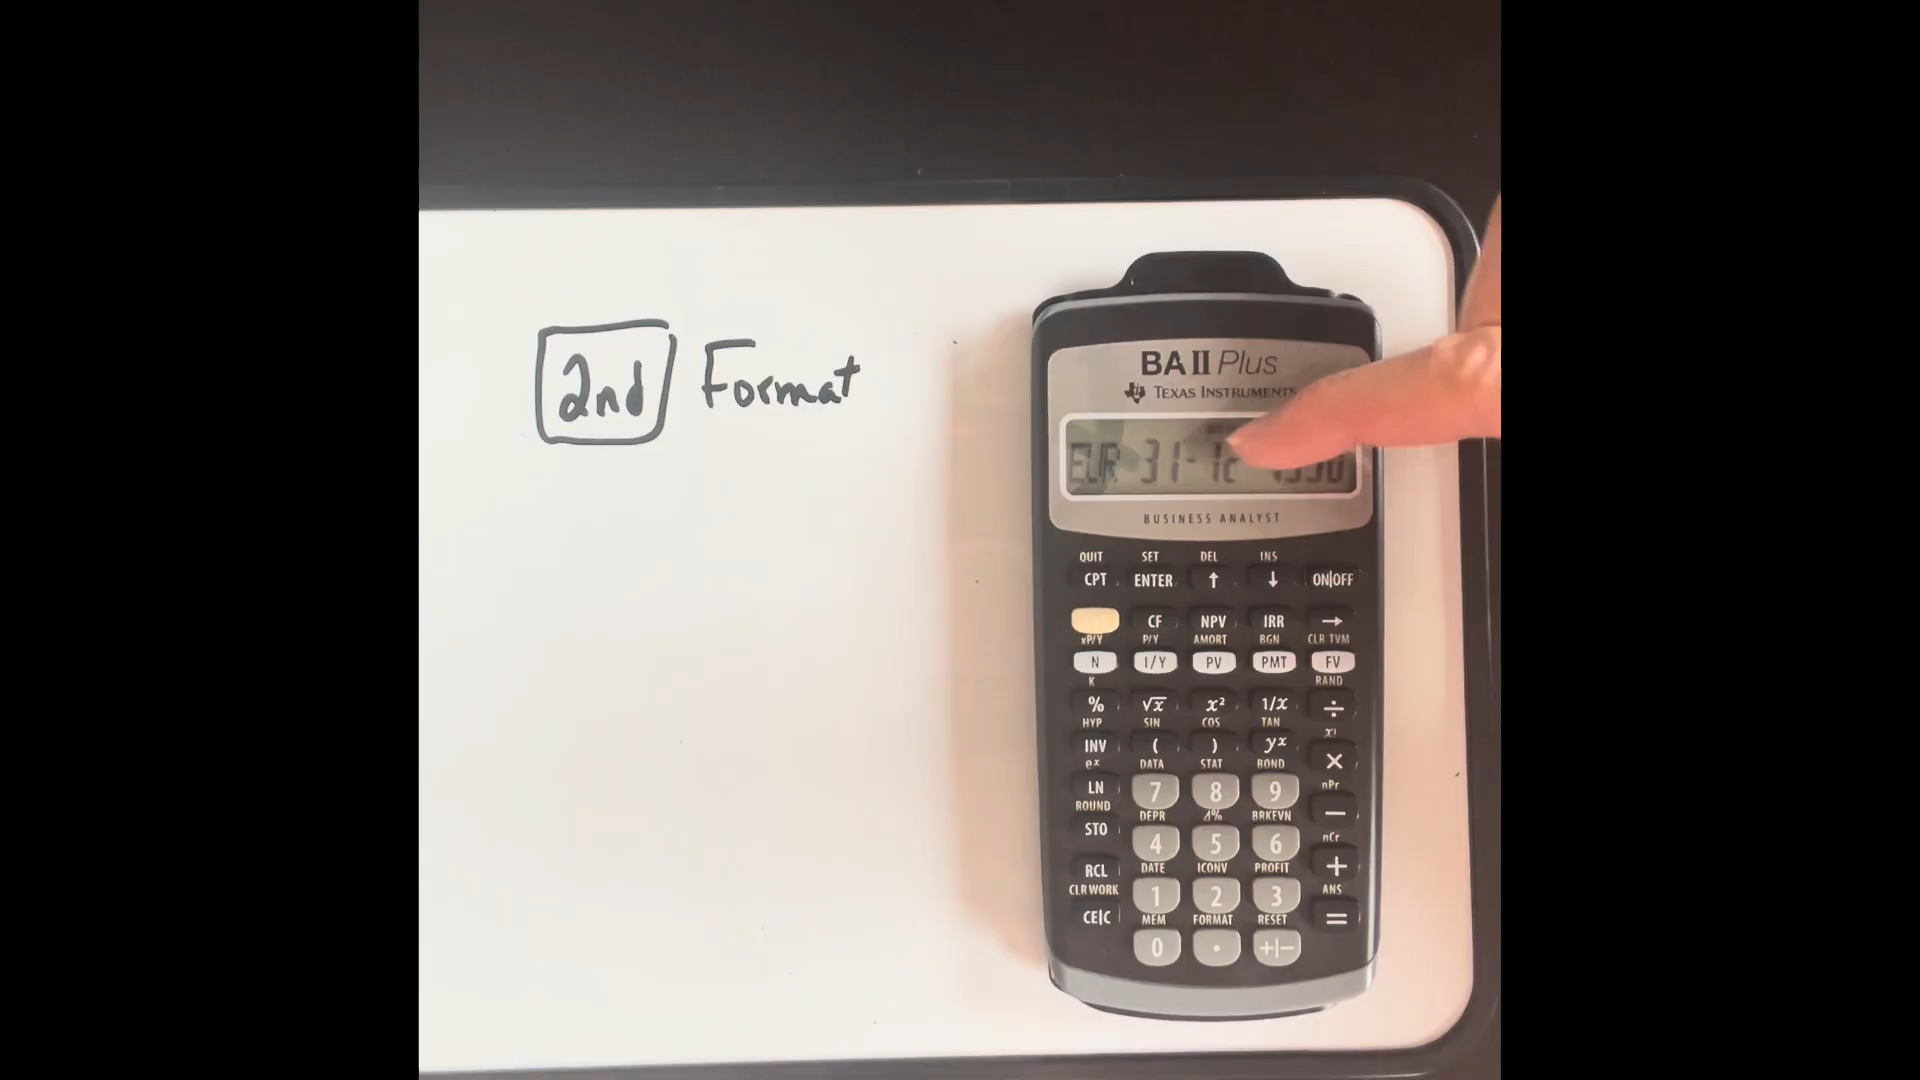 2nd Format
BA II Plus
TEXAS INSTRUMENTS
EUR 31-12
BUSINESS ANALYST
QUIT SET DEL INS
CPT ENTER ↑ ↓ ON|OFF
CF NPV IRR →
xP/Y P/Y AMORT BGN CLR TVM
N I/Y PV PMT FV
K RAND
% √x x² 1/x ÷
HYP SIN COS TAN x!
INV ( ) yˣ ×
eˣ DATA STAT BOND nPr
LN 7 8 9 −
ROUND DEPR Δ% BRKEVN nCr
STO 4 5 6 +
DATE ICONV PROFIT
RCL 1 2 3 =
CLR WORK ANS
MEM FORMAT RESET
CE|C 0 . +|−